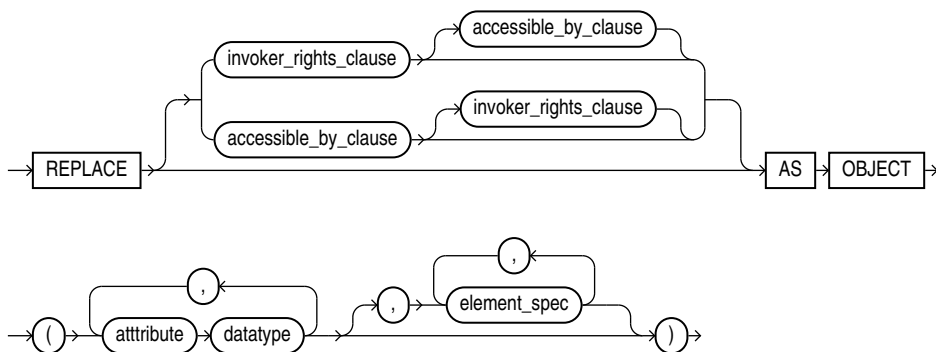 accessible_by_clause
invoker_rights_clause
invoker_rights_clause
accessible_by_clause
REPLACE AS OBJECT
,
,
( atttribute datatype , element_spec )